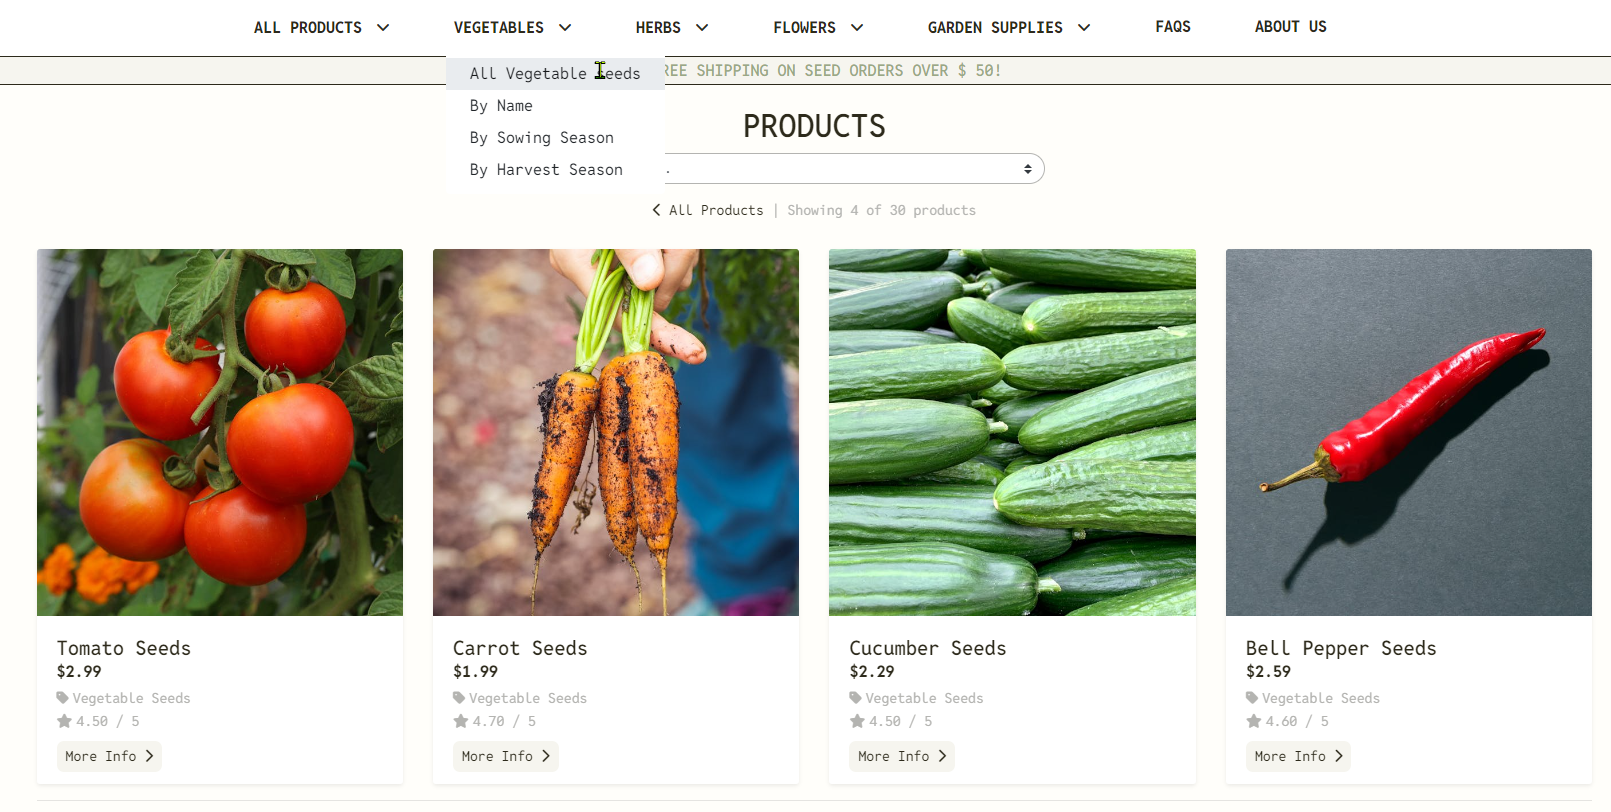 ALL PRODUCTS
VEGETABLES
HERBS
FLOWERS
GARDEN SUPPLIES
FAQS
ABOUT US
All Vegetable Seeds
By Name
By Sowing Season
By Harvest Season
REE SHIPPING ON SEED ORDERS OVER $ 50!
PRODUCTS
.
All Products | Showing 4 of 30 products
Tomato Seeds
$2.99
Vegetable Seeds
4.50 / 5
More Info
Carrot Seeds
$1.99
Vegetable Seeds
4.70 / 5
More Info
Cucumber Seeds
$2.29
Vegetable Seeds
4.50 / 5
More Info
Bell Pepper Seeds
$2.59
Vegetable Seeds
4.60 / 5
More Info